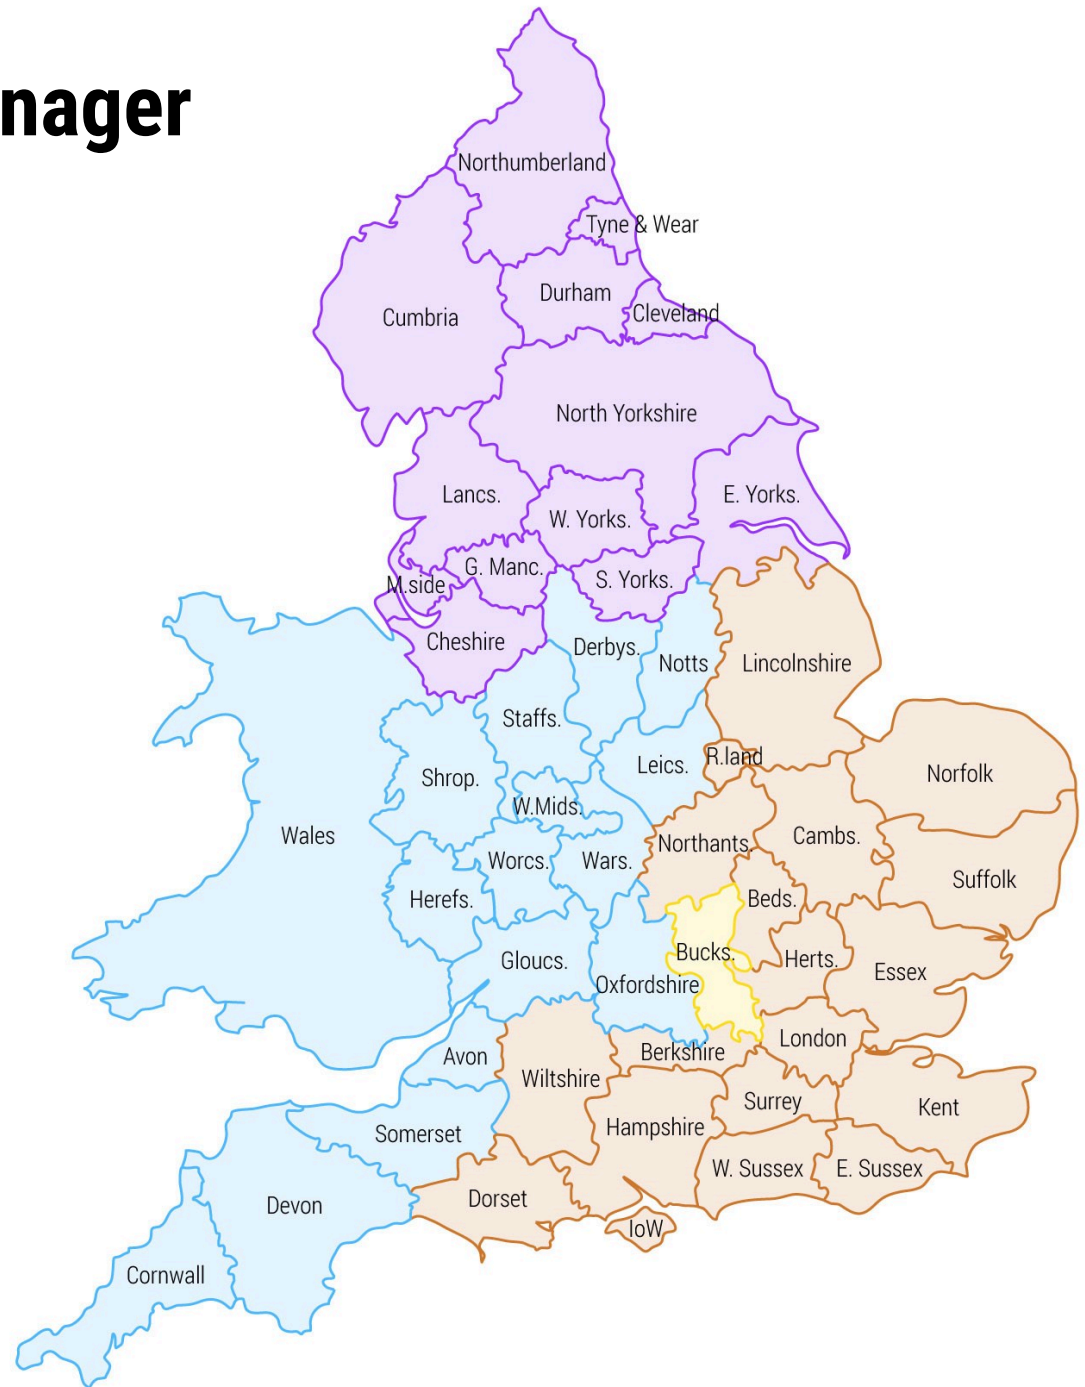 nager
Northumberland
Tyne & Wear
Durham
Cleveland
Cumbria
North Yorkshire
Lancs.
E. Yorks.
W. Yorks.
G. Manc.
S. Yorks.
M.side
Cheshire
Derbys.
Notts
Lincolnshire
Staffs.
R.land
Leics.
Norfolk
Shrop.
W.Mids.
Wales
Northants.
Cambs.
Worcs.
Wars.
Suffolk
Herefs.
Beds.
Bucks.
Gloucs.
Herts.
Essex
Oxfordshire
London
Avon
Berkshire
Wiltshire
Surrey
Kent
Somerset
Hampshire
W. Sussex
E. Sussex
Devon
Dorset
IoW
Cornwall